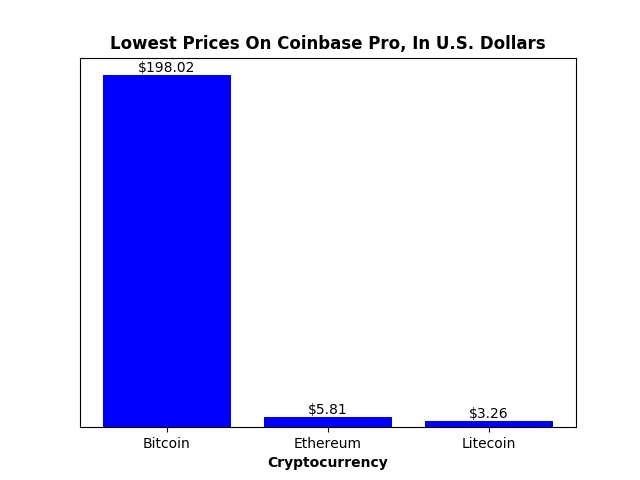 Lowest Prices On Coinbase Pro, In U.S. Dollars
$198.02
$5.81
$3.26
Bitcoin Ethereum Litecoin
Cryptocurrency